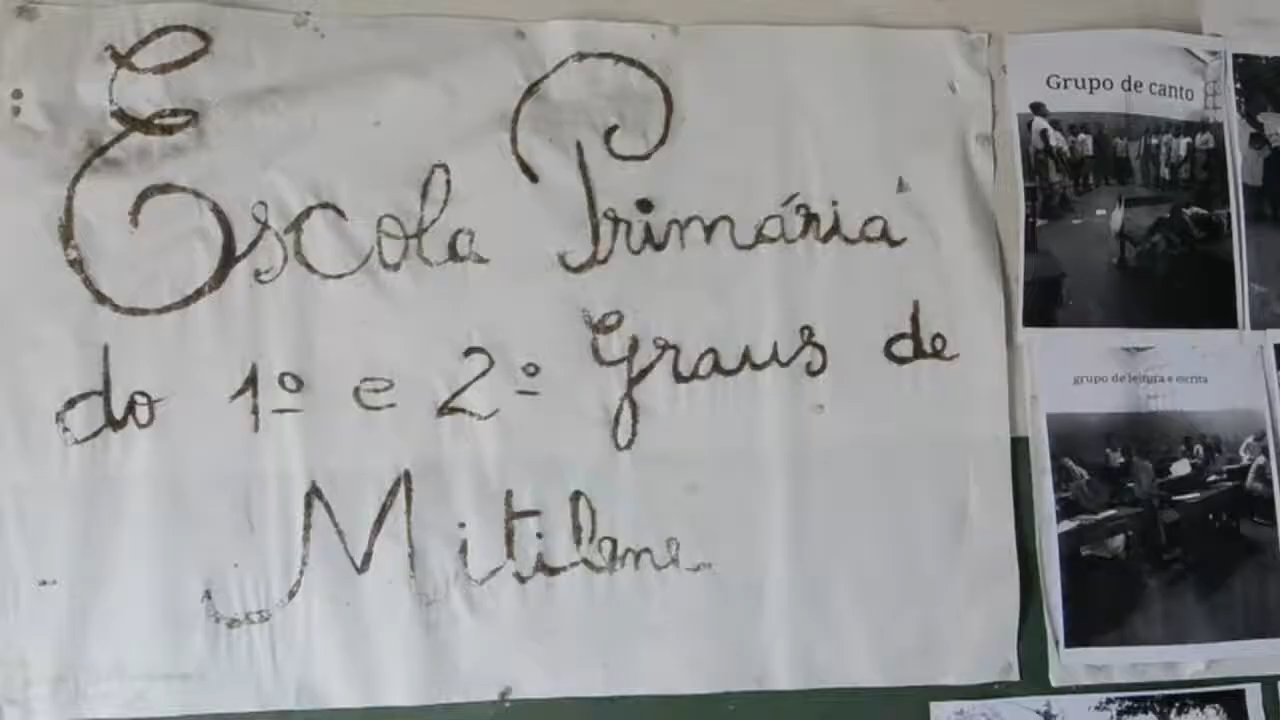 Escola Primária
do 1º e 2º Graus de
Mitilene
Grupo de canto
grupo de leitura e escrita